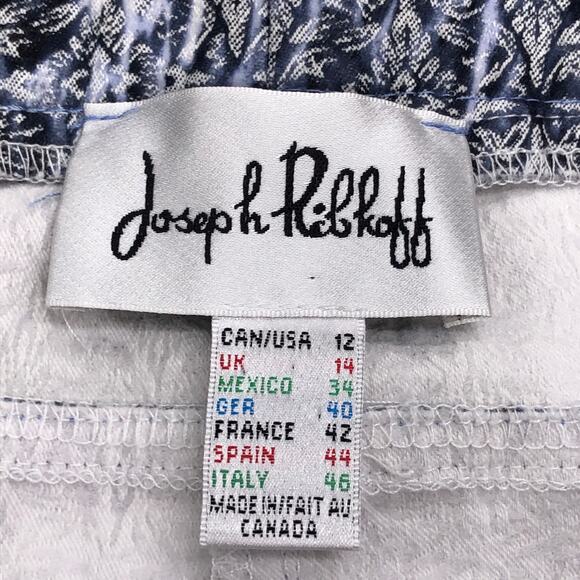 Joseph Ribkoff
CAN/USA 12
UK 14
MEXICO 34
GER 40
FRANCE 42
SPAIN 44
ITALY 46
MADE IN/FAIT AU
CANADA